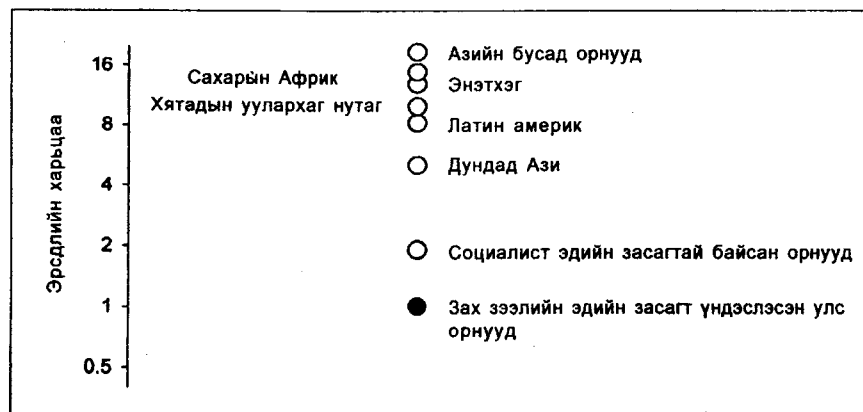 Эрсдлийн харьцаа
16
8
4
2
1
0.5
Сахарын Африк
Хятадын уулархаг нутаг
Азийн бусад орнууд
Энэтхэг
Латин америк
Дундад Ази
Социалист эдийн засагтай байсан орнууд
Зах зээлийн эдийн засагт үндэслэсэн улс
орнууд